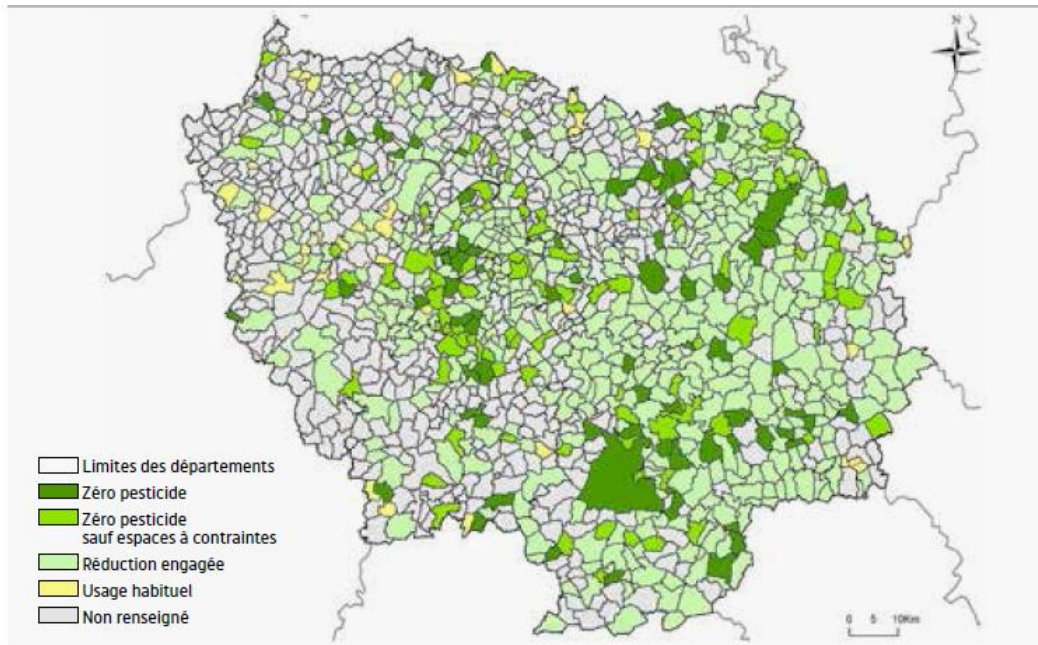 N
Limites des départements
Zéro pesticide
Zéro pesticide
sauf espaces à contraintes
Réduction engagée
Usage habituel
Non renseigné
0 5 10Km